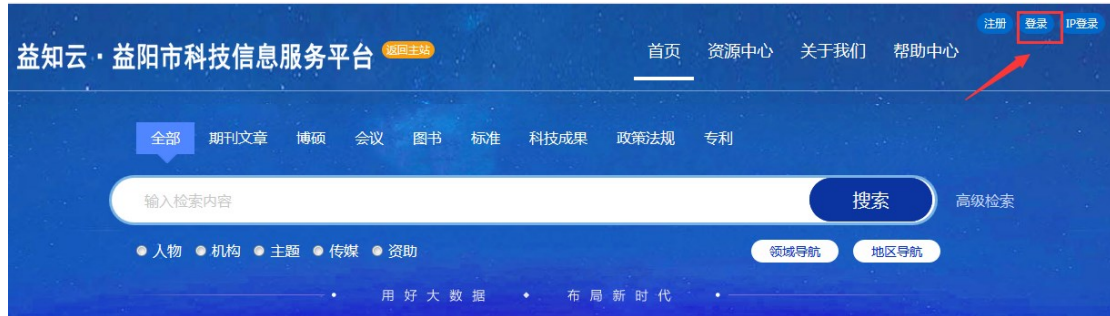 注册 登录 IP登录
益知云·益阳市科技信息服务平台 返回主站 首页 资源中心 关于我们 帮助中心
全部 期刊文章 博硕 会议 图书 标准 科技成果 政策法规 专利
输入检索内容 搜索 高级检索
人物 机构 主题 传媒 资助 领域导航 地区导航
用好大数据 · 布局新时代